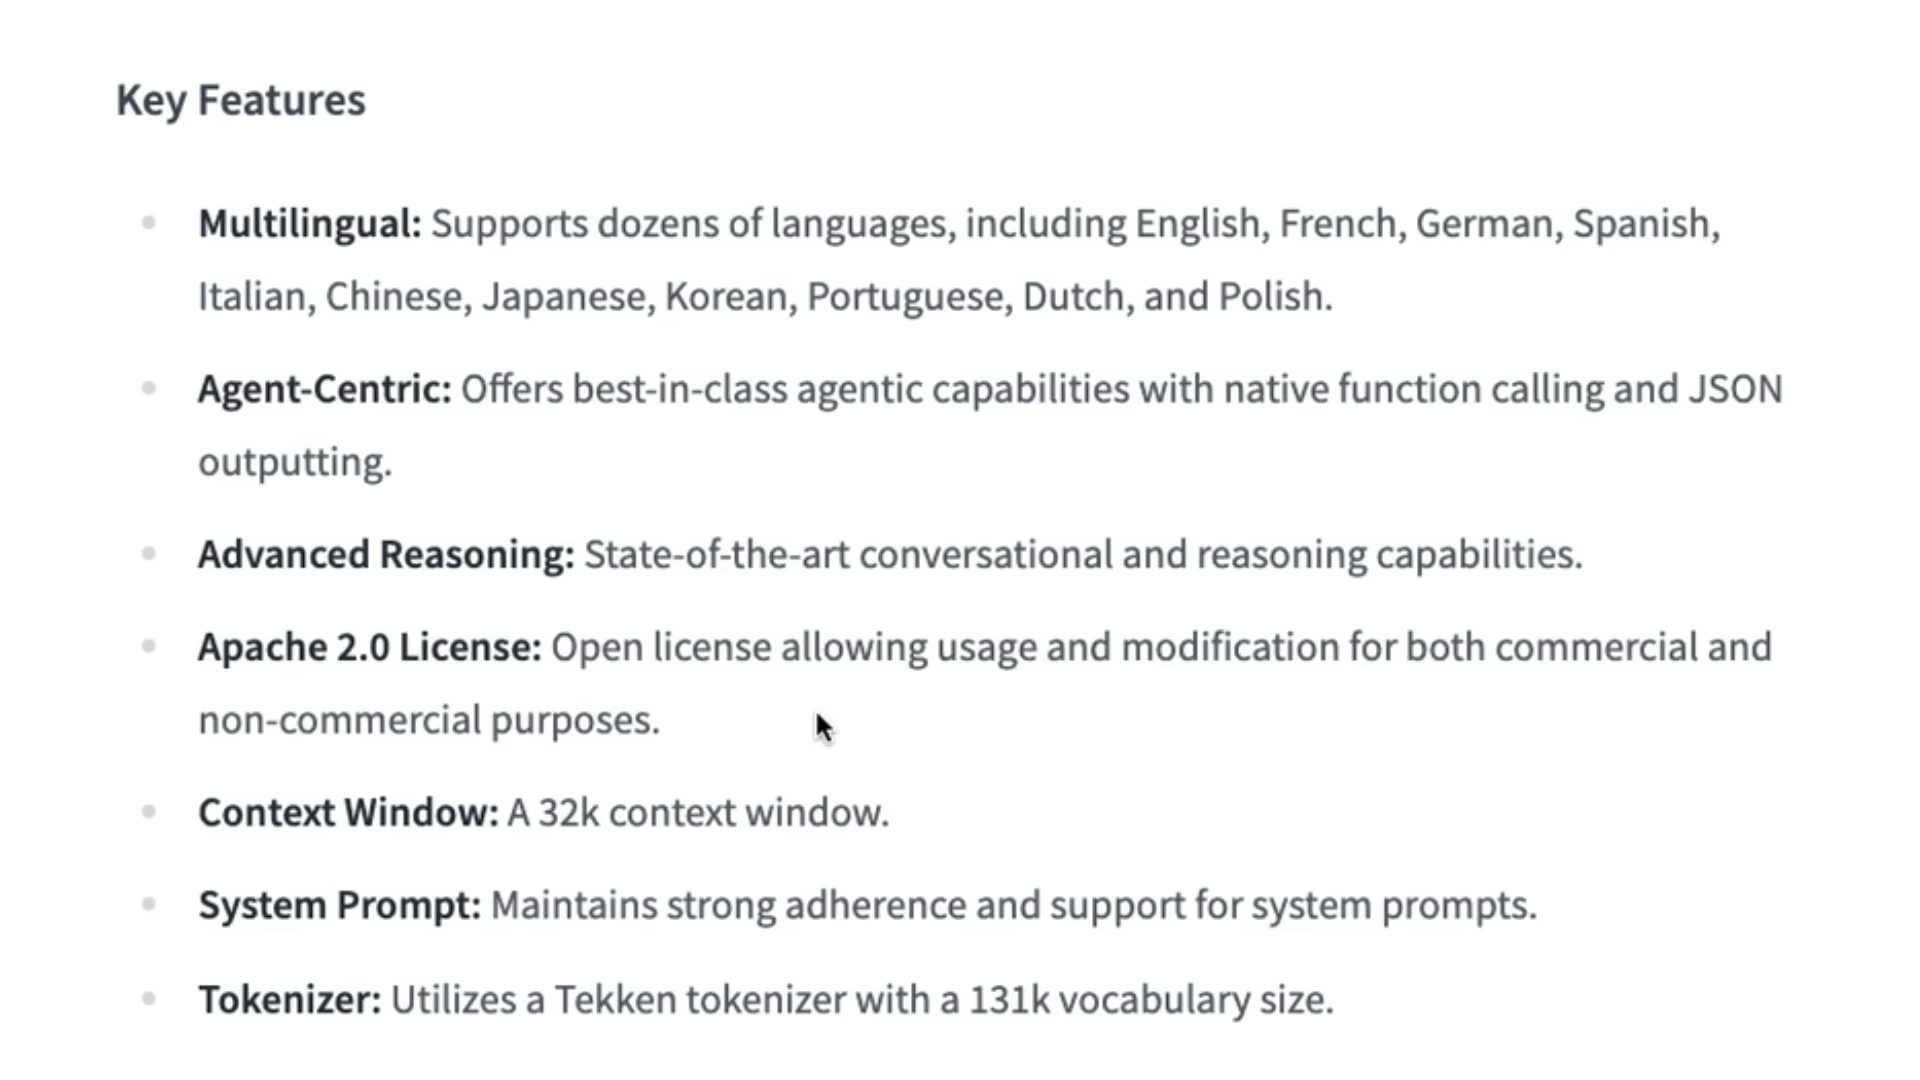 Key Features
Multilingual: Supports dozens of languages, including English, French, German, Spanish,
Italian, Chinese, Japanese, Korean, Portuguese, Dutch, and Polish.
Agent-Centric: Offers best-in-class agentic capabilities with native function calling and JSON
outputting.
Advanced Reasoning: State-of-the-art conversational and reasoning capabilities.
Apache 2.0 License: Open license allowing usage and modification for both commercial and
non-commercial purposes.
Context Window: A 32k context window.
System Prompt: Maintains strong adherence and support for system prompts.
Tokenizer: Utilizes a Tekken tokenizer with a 131k vocabulary size.